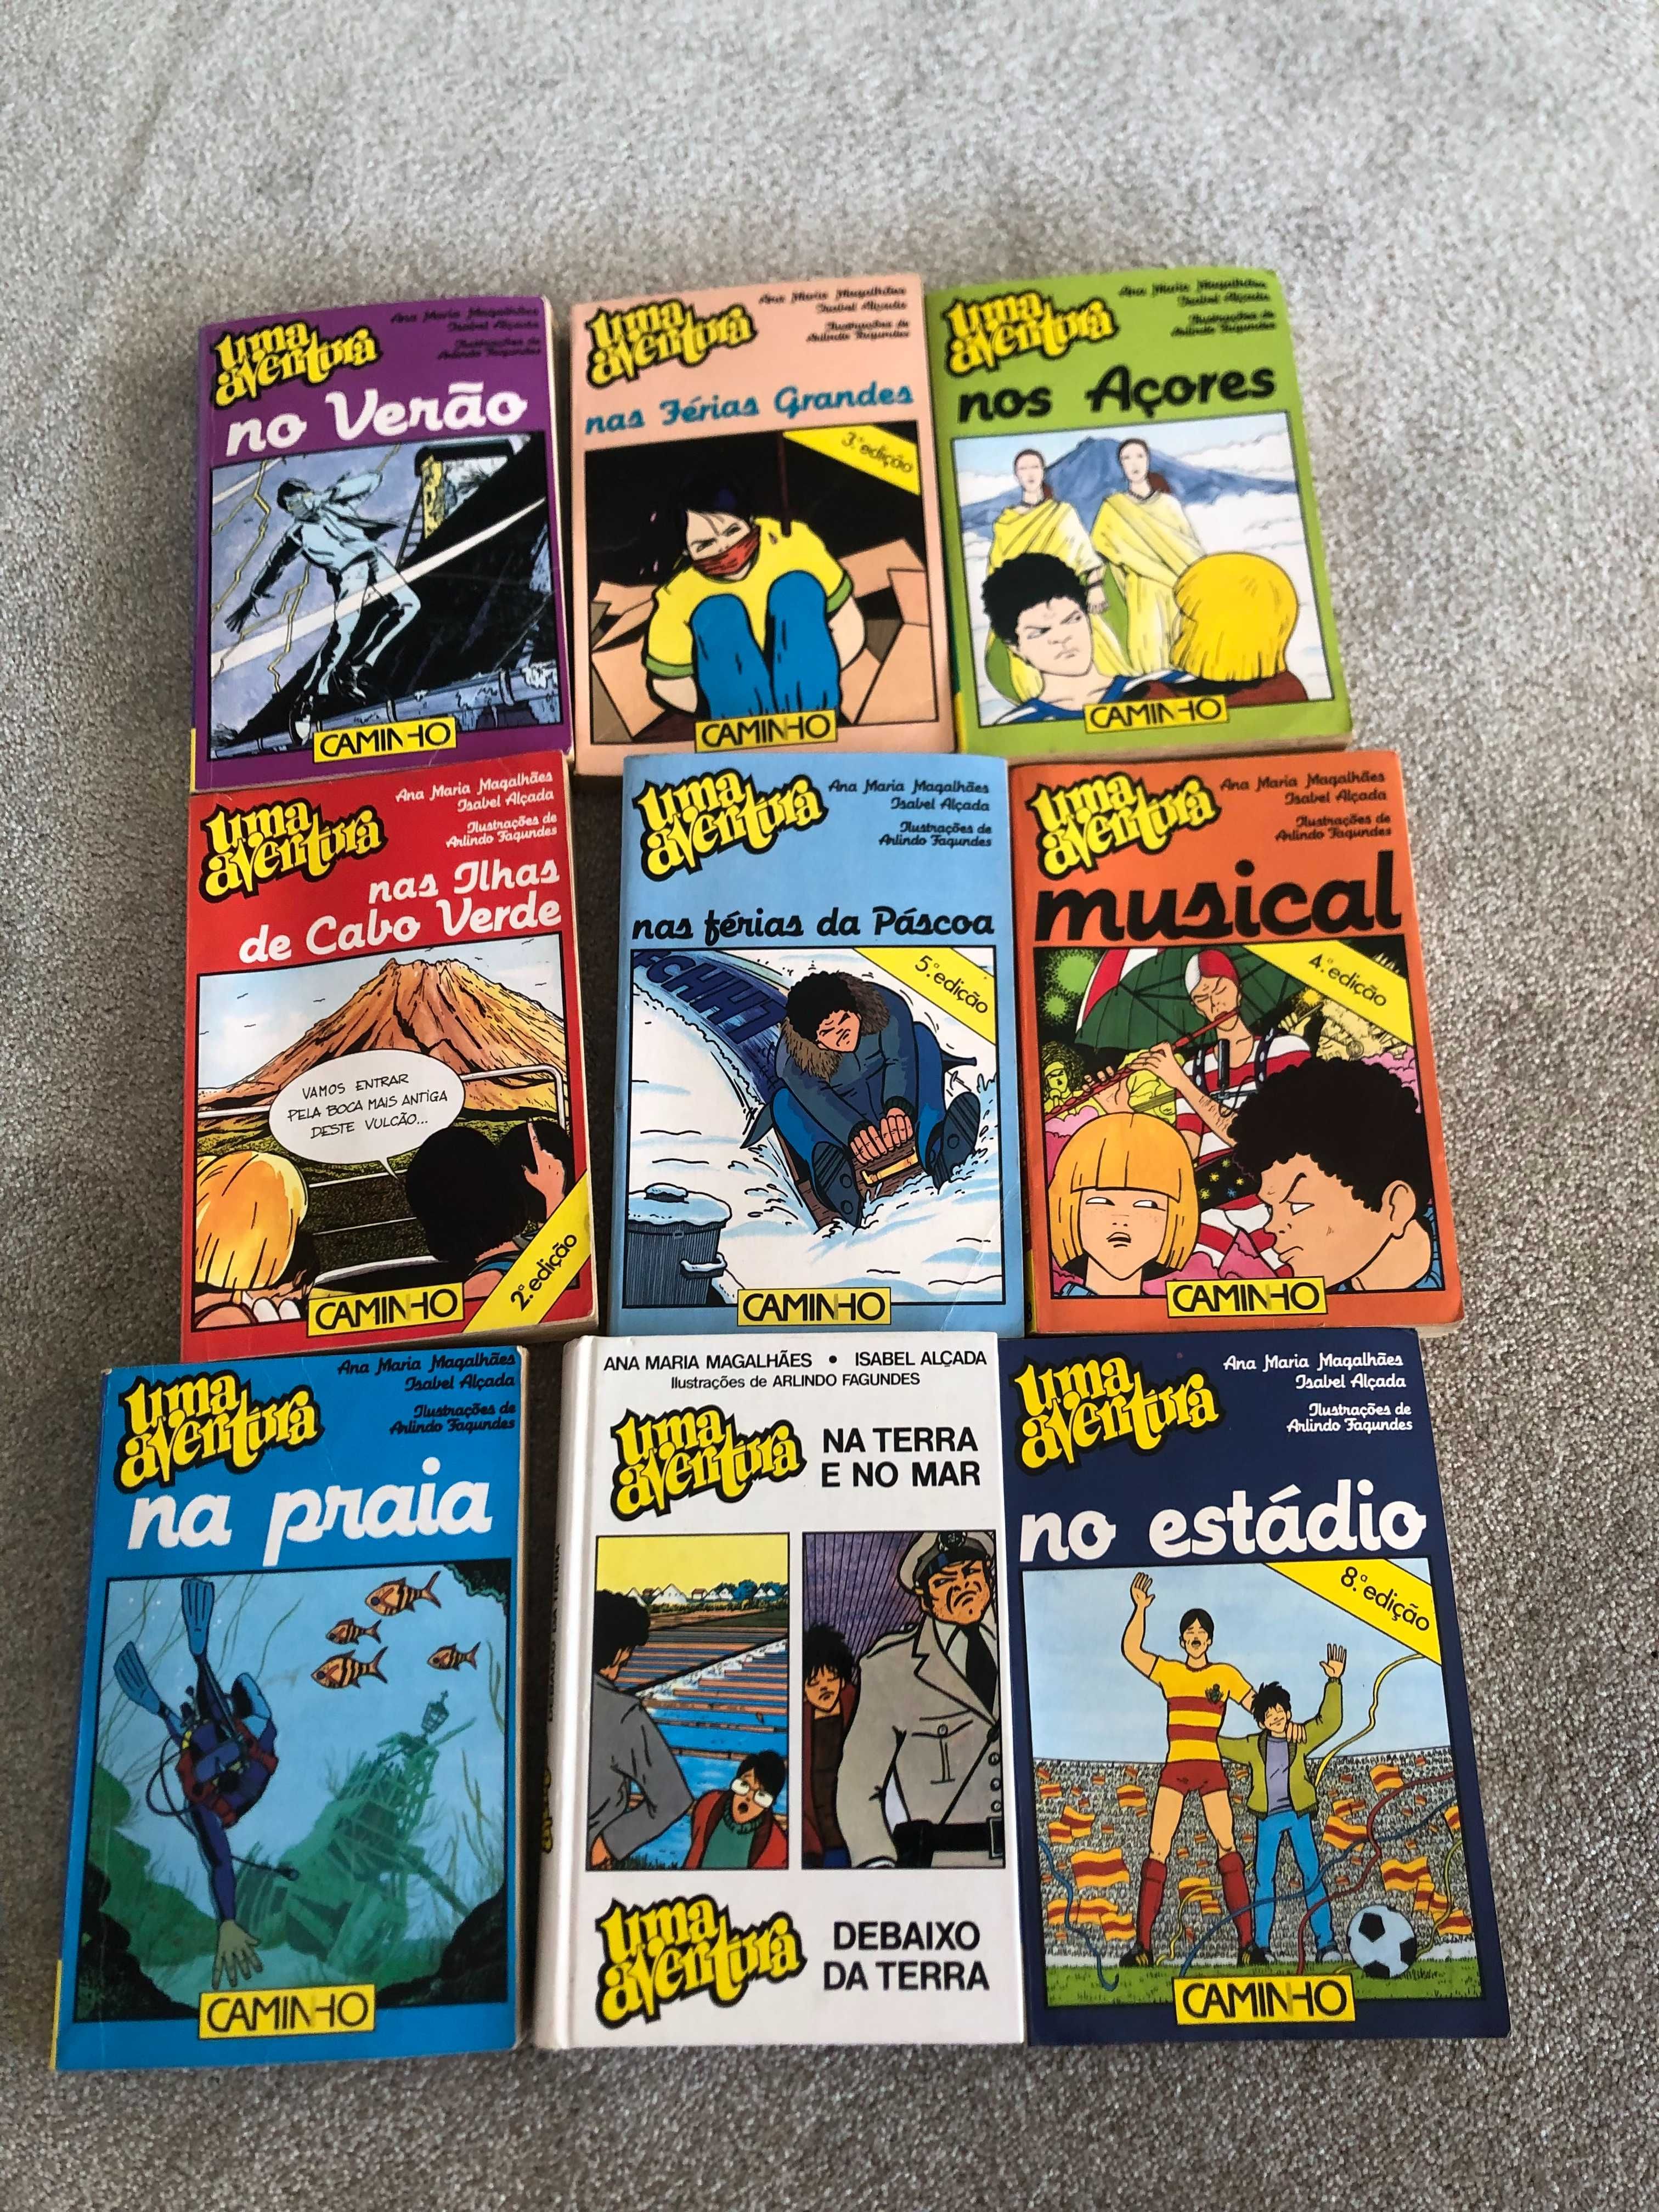 uma
aventura
Ana Maria Magalhães
Isabel Alçada
Ilustrações de
Arlindo Fagundes
no Verão
CAMINHO
uma
aventura
Ana Maria Magalhães
Isabel Alçada
Ilustrações de
Arlindo Fagundes
nas Férias Grandes
3.ª edição
CAMINHO
uma
aventura
Ana Maria Magalhães
Isabel Alçada
Ilustrações de
Arlindo Fagundes
nos Açores
CAMINHO
uma
aventura
Ana Maria Magalhães
Isabel Alçada
Ilustrações de
Arlindo Fagundes
nas Ilhas
de Cabo Verde
VAMOS ENTRAR
PELA BOCA MAIS ANTIGA
DESTE VULCÃO...
2.ª edição
CAMINHO
uma
aventura
Ana Maria Magalhães
Isabel Alçada
Ilustrações de
Arlindo Fagundes
nas férias da Páscoa
5.ª edição
CAMINHO
uma
aventura
Ana Maria Magalhães
Isabel Alçada
Ilustrações de
Arlindo Fagundes
musical
4.ª edição
CAMINHO
uma
aventura
Ana Maria Magalhães
Isabel Alçada
Ilustrações de
Arlindo Fagundes
na praia
CAMINHO
ANA MARIA MAGALHÃES • ISABEL ALÇADA
Ilustrações de ARLINDO FAGUNDES
uma
aventura
NA TERRA
E NO MAR
uma
aventura
DEBAIXO
DA TERRA
uma
aventura
Ana Maria Magalhães
Isabel Alçada
Ilustrações de
Arlindo Fagundes
no estádio
8.ª edição
CAMINHO